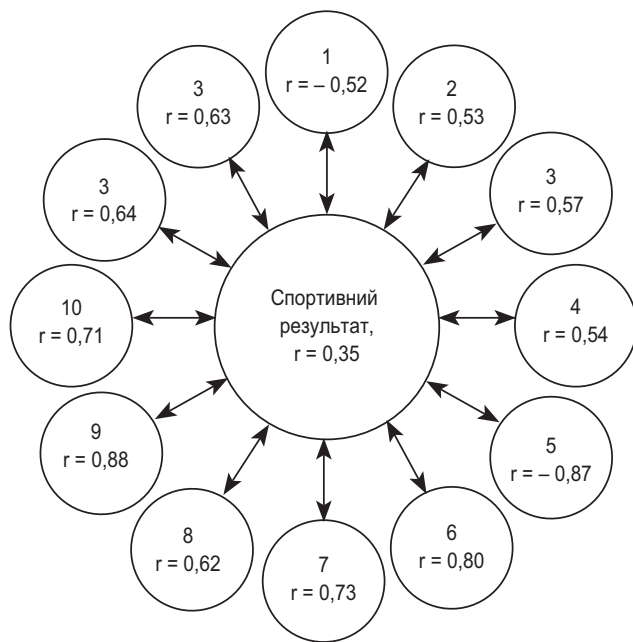 1
r = – 0,52
2
r = 0,53
3
r = 0,57
4
r = 0,54
5
r = – 0,87
6
r = 0,80
7
r = 0,73
8
r = 0,62
9
r = 0,88
10
r = 0,71
3
r = 0,64
3
r = 0,63
Спортивний
результат,
r = 0,35